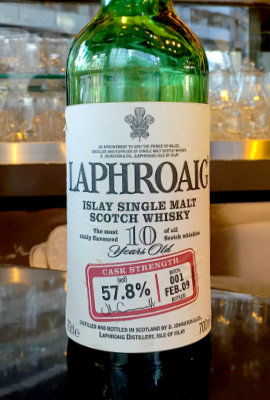 BY APPOINTMENT TO HRH THE PRINCE OF WALES,
DISTILLER AND SUPPLIER OF SINGLE MALT SCOTCH WHISKY,
D. JOHNSTON & CO., LAPHROAIG ISLE OF ISLAY
LAPHROAIG
ISLAY SINGLE MALT
SCOTCH WHISKY
The most richly flavoured
10
Years Old
of all Scotch whiskies
CASK STRENGTH
57.8%
BATCH
001
FEB.09
BOTTLED
DISTILLED AND BOTTLED IN SCOTLAND BY D. JOHNSTON & CO.,
LAPHROAIG DISTILLERY, ISLE OF ISLAY